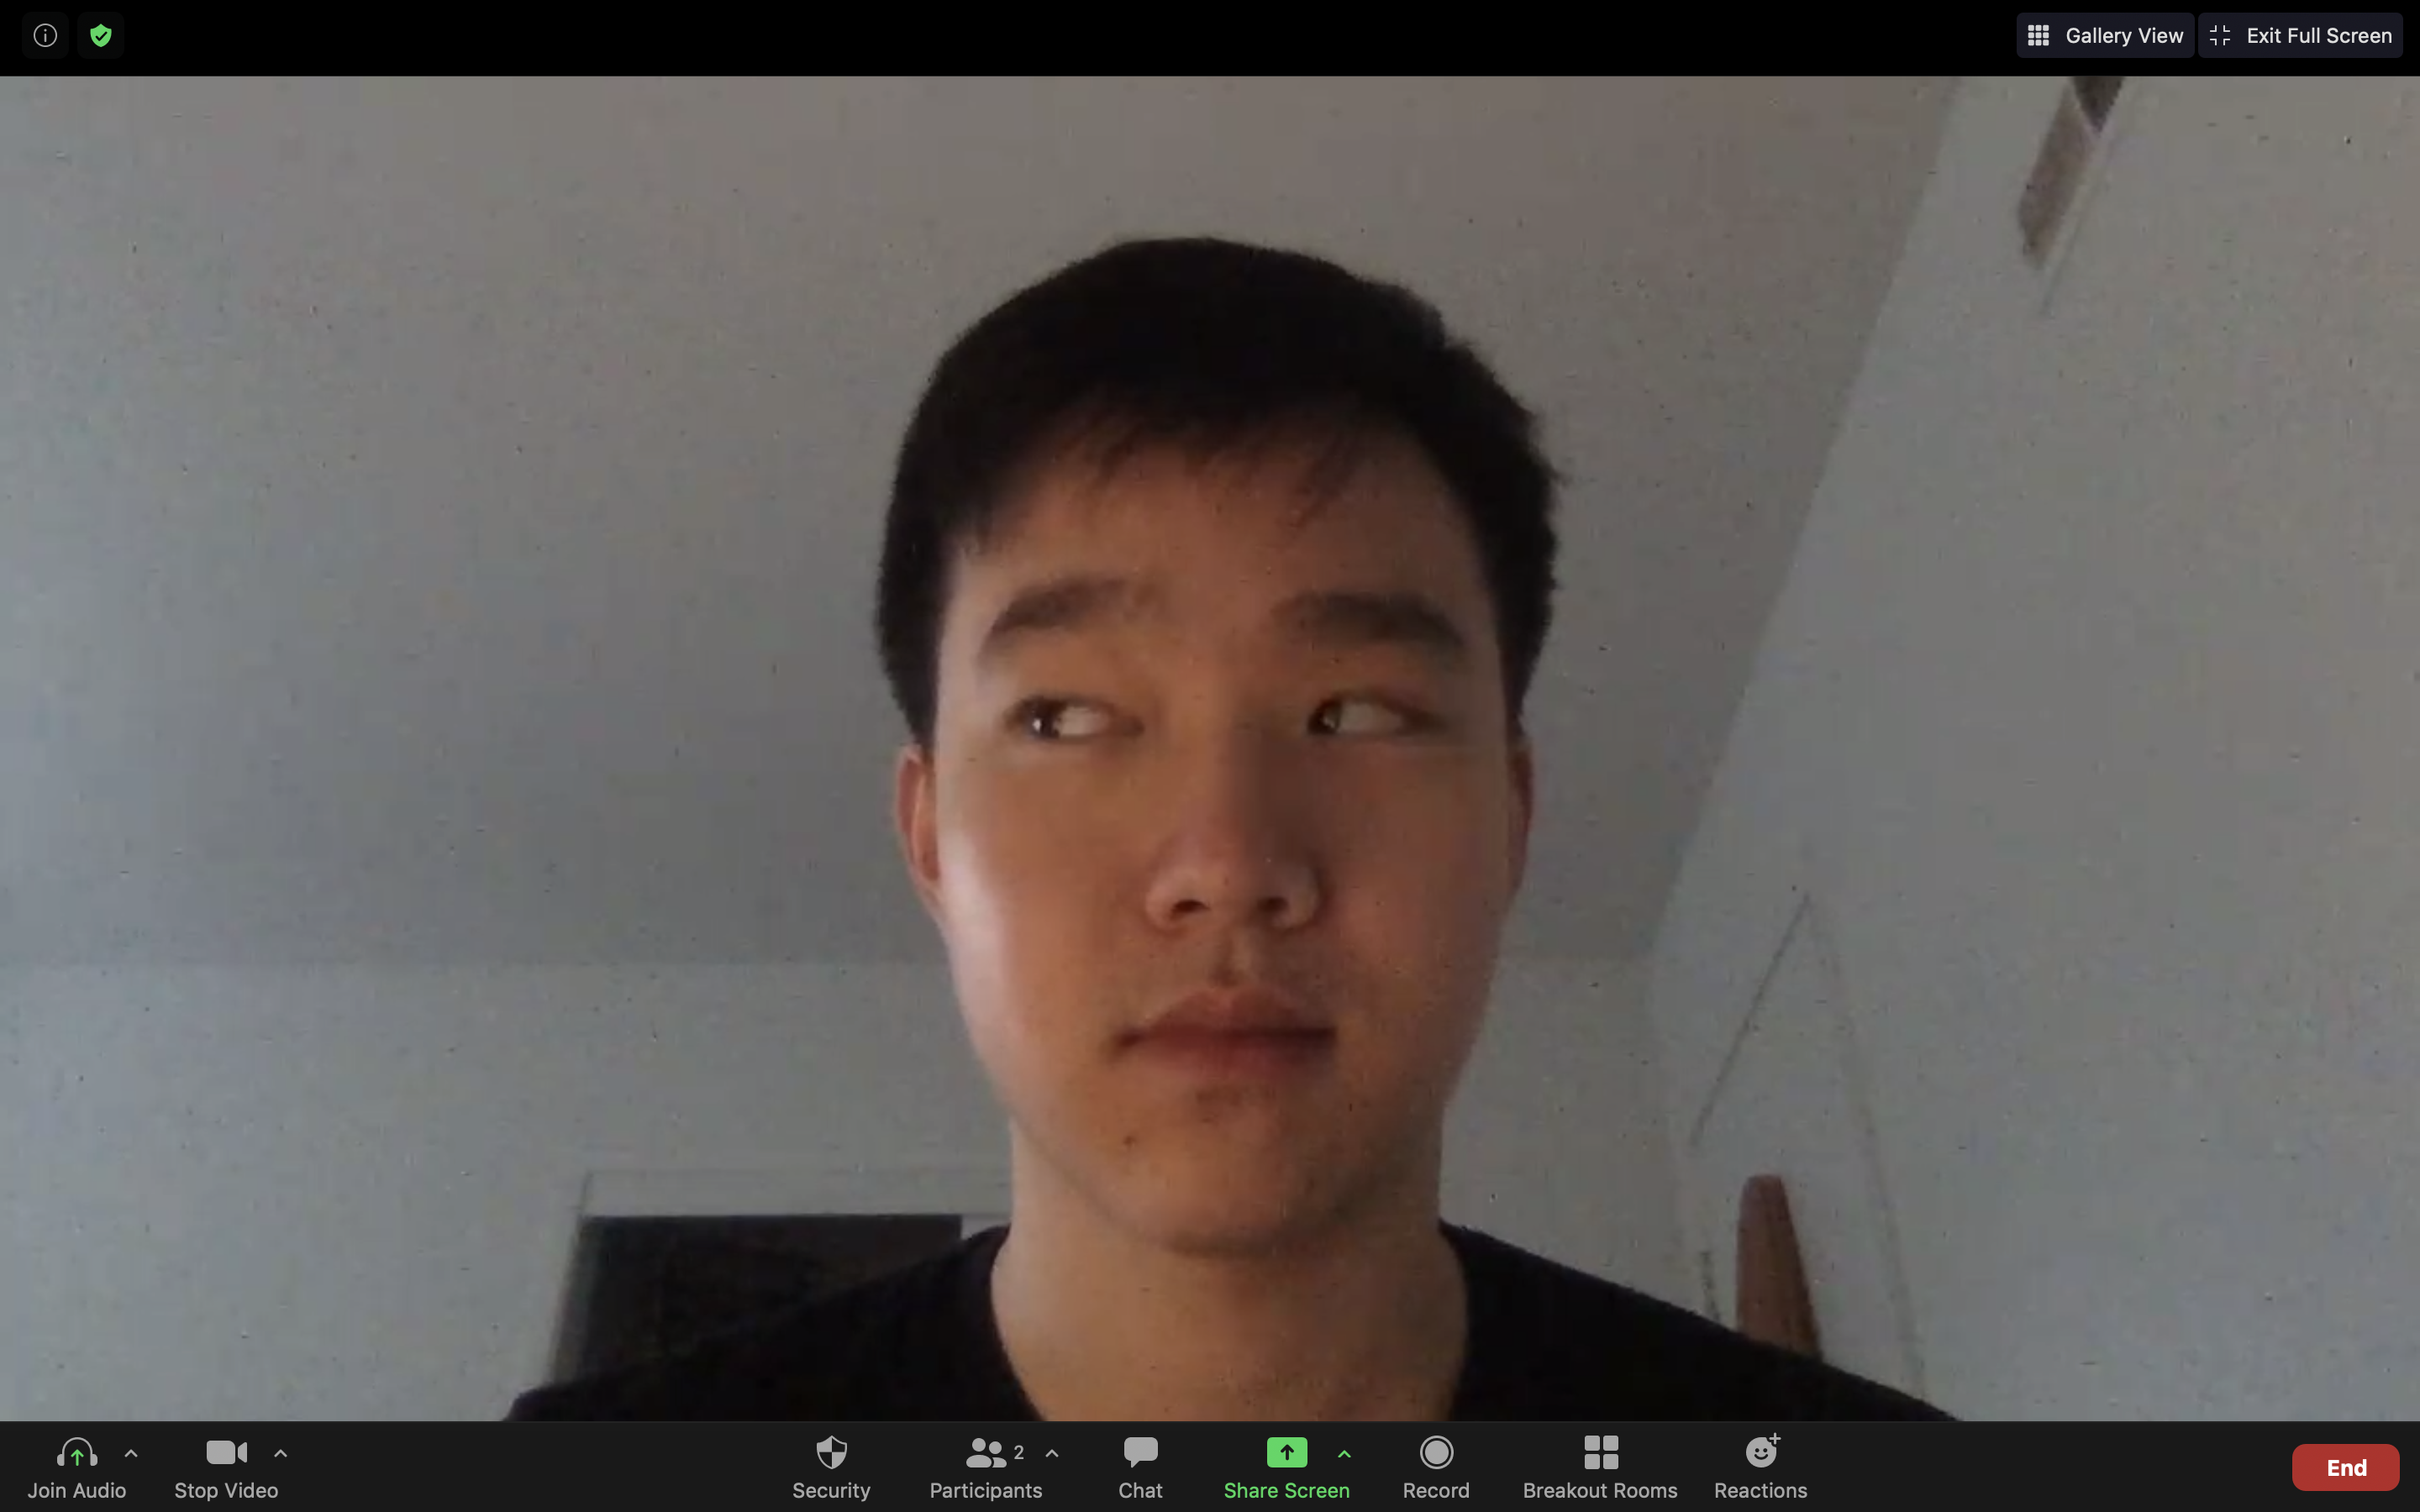 Gallery View
Exit Full Screen
Join Audio
Stop Video
Security
2
Participants
Chat
Share Screen
Record
Breakout Rooms
Reactions
End